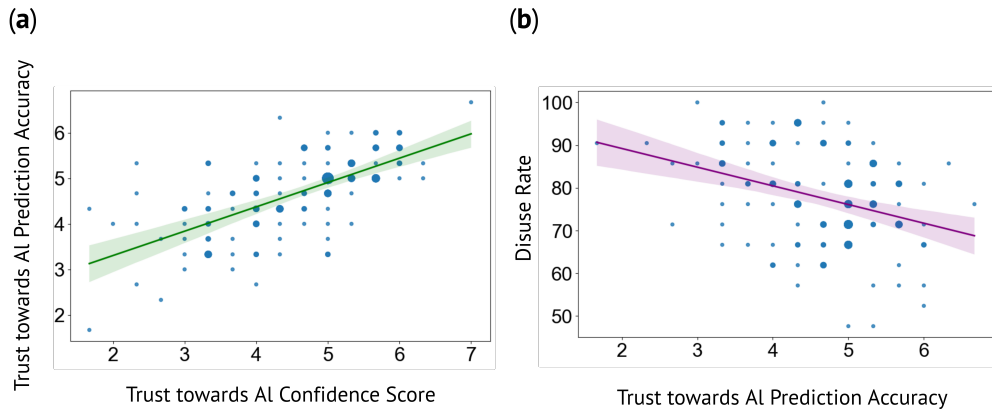 (a)
Trust towards AI Prediction Accuracy
6
5
4
3
2
2 3 4 5 6 7
Trust towards AI Confidence Score
(b)
Disuse Rate
100
90
80
70
60
50
2 3 4 5 6
Trust towards AI Prediction Accuracy